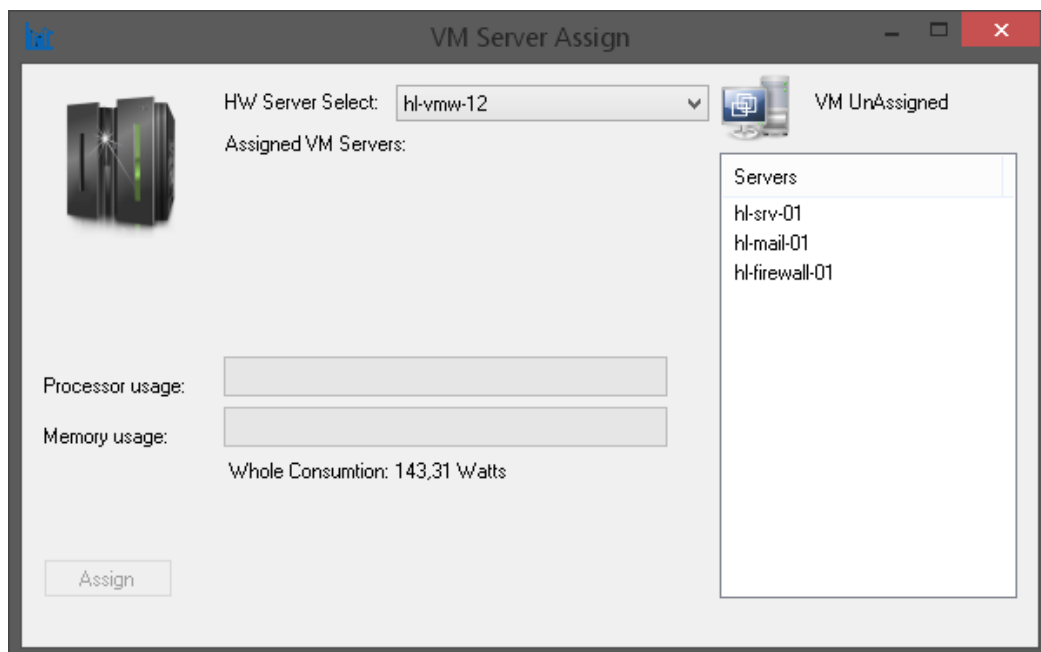 VM Server Assign
HW Server Select: hl-vmw-12
VM UnAssigned
Assigned VM Servers:
Servers
hl-srv-01
hl-mail-01
hl-firewall-01
Processor usage:
Memory usage:
Whole Consumtion: 143,31 Watts
Assign